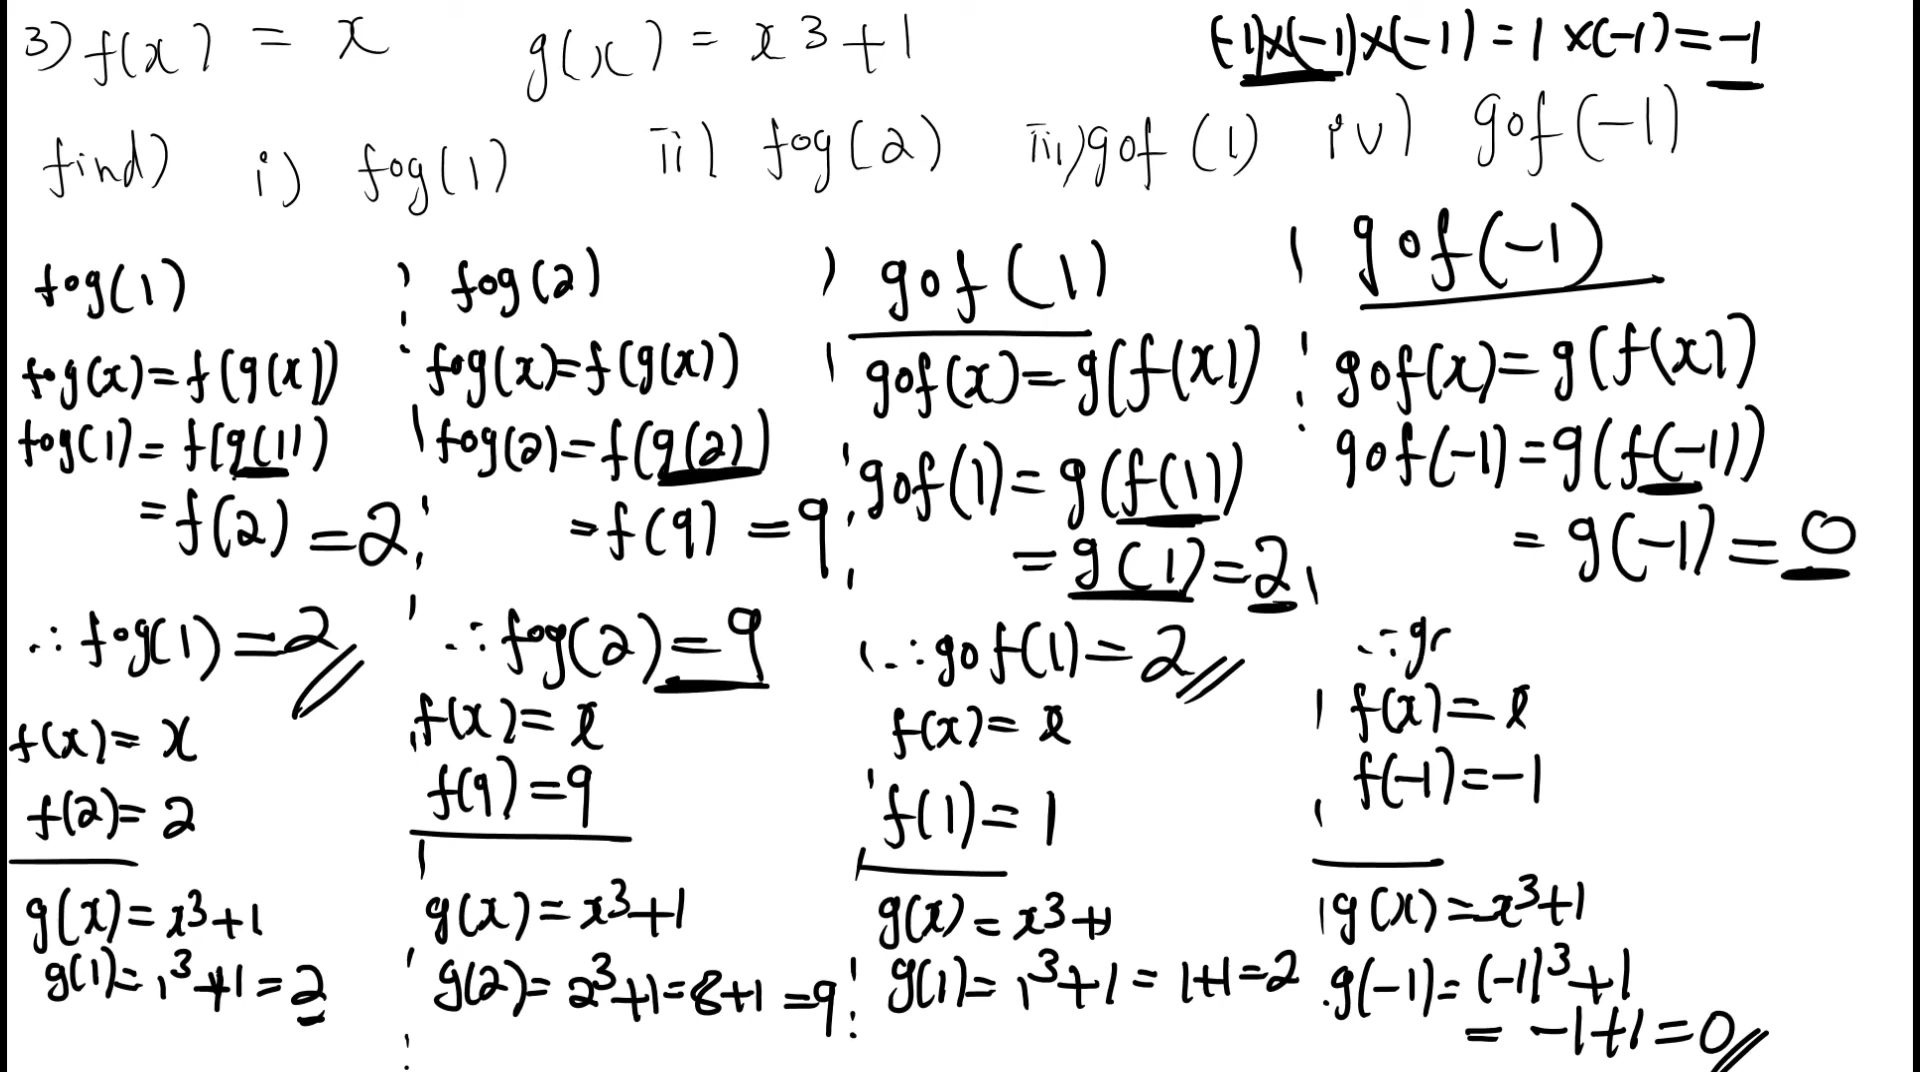 3) f(x) = x    g(x) = x³+1    (-1)x(-1)x(-1) = 1 x(-1) = -1
find) i) fog(1)  ii) fog(2)  iii) gof (1)  iv) gof(-1)
fog(1)
fog(x)=f(g(x))
fog(1)= f(g(1))
=f(2) =2
∴ fog(1)=2
f(x)= x
f(2)= 2
g(x)= x³+1
g(1)= 1³+1=2
fog(2)
fog(x)=f(g(x))
fog(2)=f(g(2))
=f(9) =9
∴fog(2)=9
f(x)= x
f(9)=9
g(x)= x³+1
g(2)= 2³+1=8+1=9
gof (1)
gof(x)=g(f(x))
gof(1)=g(f(1))
=g(1)=2
∴gof(1)=2
f(x)= x
f(1)= 1
g(x)= x³+1
g(1)= 1³+1= 1+1=2
gof(-1)
gof(x)=g(f(x))
gof(-1)=g(f(-1))
= g(-1)=0
∴g
f(x)= x
f(-1)=-1
g(x)=x³+1
g(-1)= (-1)³+1
= -1+1=0